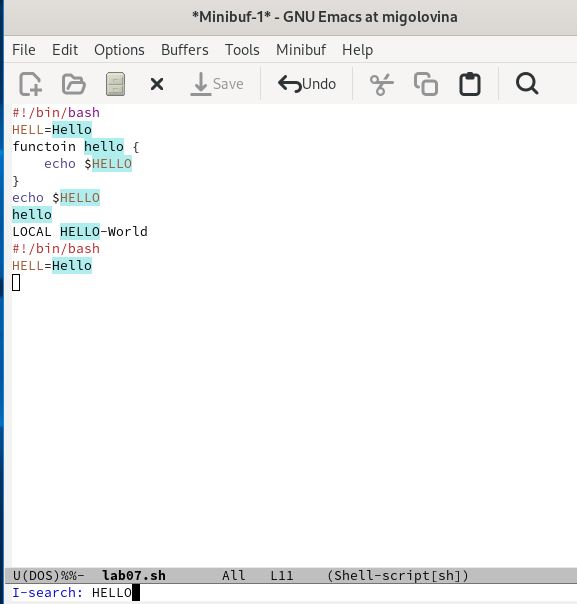 *Minibuf-1* - GNU Emacs at migolovina
File Edit Options Buffers Tools Minibuf Help
Save Undo
#!/bin/bash
HELL=Hello
functoin hello {
    echo $HELLO
}
echo $HELLO
hello
LOCAL HELLO-World
#!/bin/bash
HELL=Hello
U(DOS)%%-  lab07.sh       All   L11    (Shell-script[sh])
I-search: HELLO